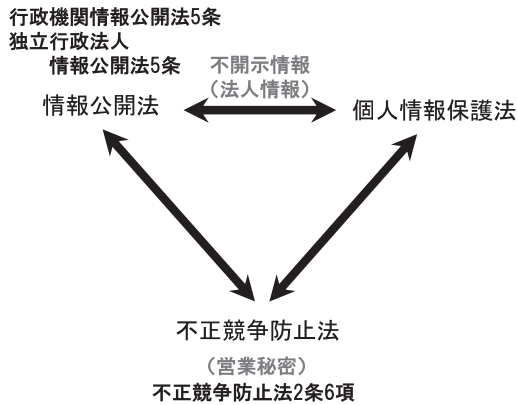 行政機関情報公開法5条
独立行政法人
情報公開法5条
不開示情報
（法人情報）
情報公開法
個人情報保護法
不正競争防止法
（営業秘密）
不正競争防止法2条6項